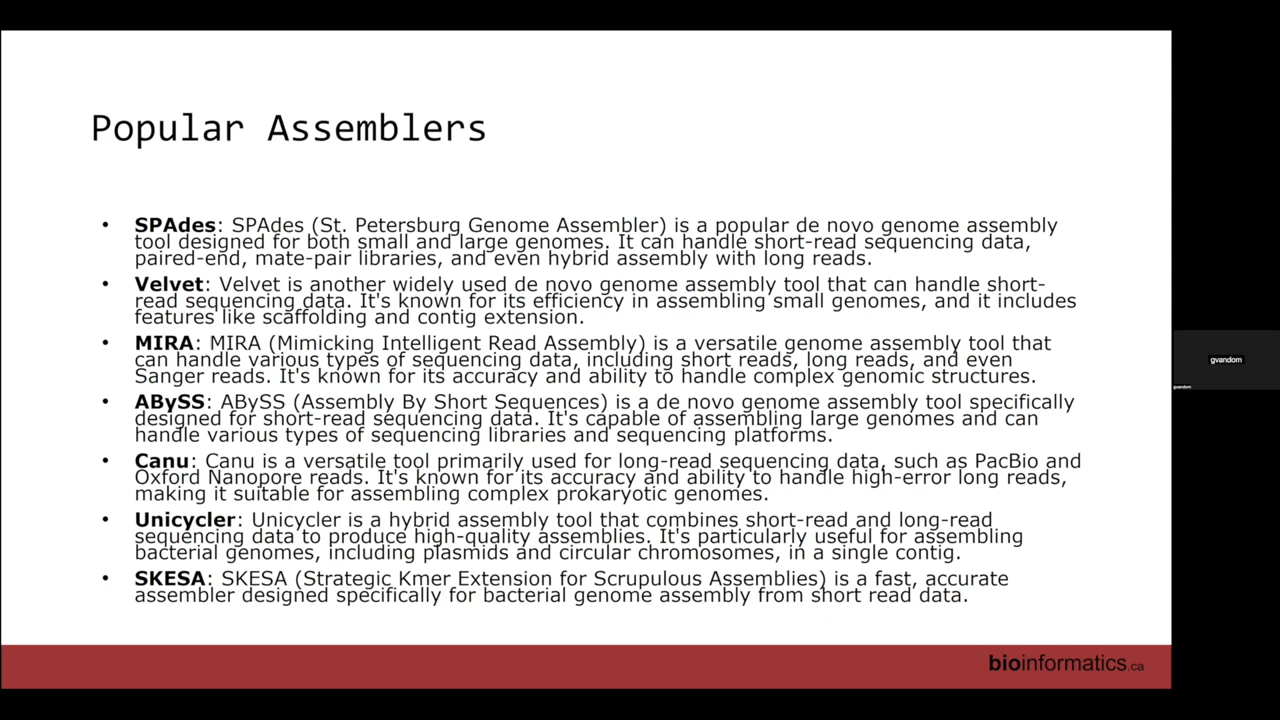 Popular Assemblers
• SPAdes: SPAdes (St. Petersburg Genome Assembler) is a popular de novo genome assembly
tool designed for both small and large genomes. It can handle short-read sequencing data,
paired-end, mate-pair libraries, and even hybrid assembly with long reads.
• Velvet: Velvet is another widely used de novo genome assembly tool that can handle short-
read sequencing data. It's known for its efficiency in assembling small genomes, and it includes
features like scaffolding and contig extension.
• MIRA: MIRA (Mimicking Intelligent Read Assembly) is a versatile genome assembly tool that
can handle various types of sequencing data, including short reads, long reads, and even
Sanger reads. It's known for its accuracy and ability to handle complex genomic structures.
• ABySS: ABySS (Assembly By Short Sequences) is a de novo genome assembly tool specifically
designed for short-read sequencing data. It's capable of assembling large genomes and can
handle various types of sequencing libraries and sequencing platforms.
• Canu: Canu is a versatile tool primarily used for long-read sequencing data, such as PacBio and
Oxford Nanopore reads. It's known for its accuracy and ability to handle high-error long reads,
making it suitable for assembling complex prokaryotic genomes.
• Unicycler: Unicycler is a hybrid assembly tool that combines short-read and long-read
sequencing data to produce high-quality assemblies. It's particularly useful for assembling
bacterial genomes, including plasmids and circular chromosomes, in a single contig.
• SKESA: SKESA (Strategic Kmer Extension for Scrupulous Assemblies) is a fast, accurate
assembler designed specifically for bacterial genome assembly from short read data.
bioinformatics.ca
gvandom
gvandom